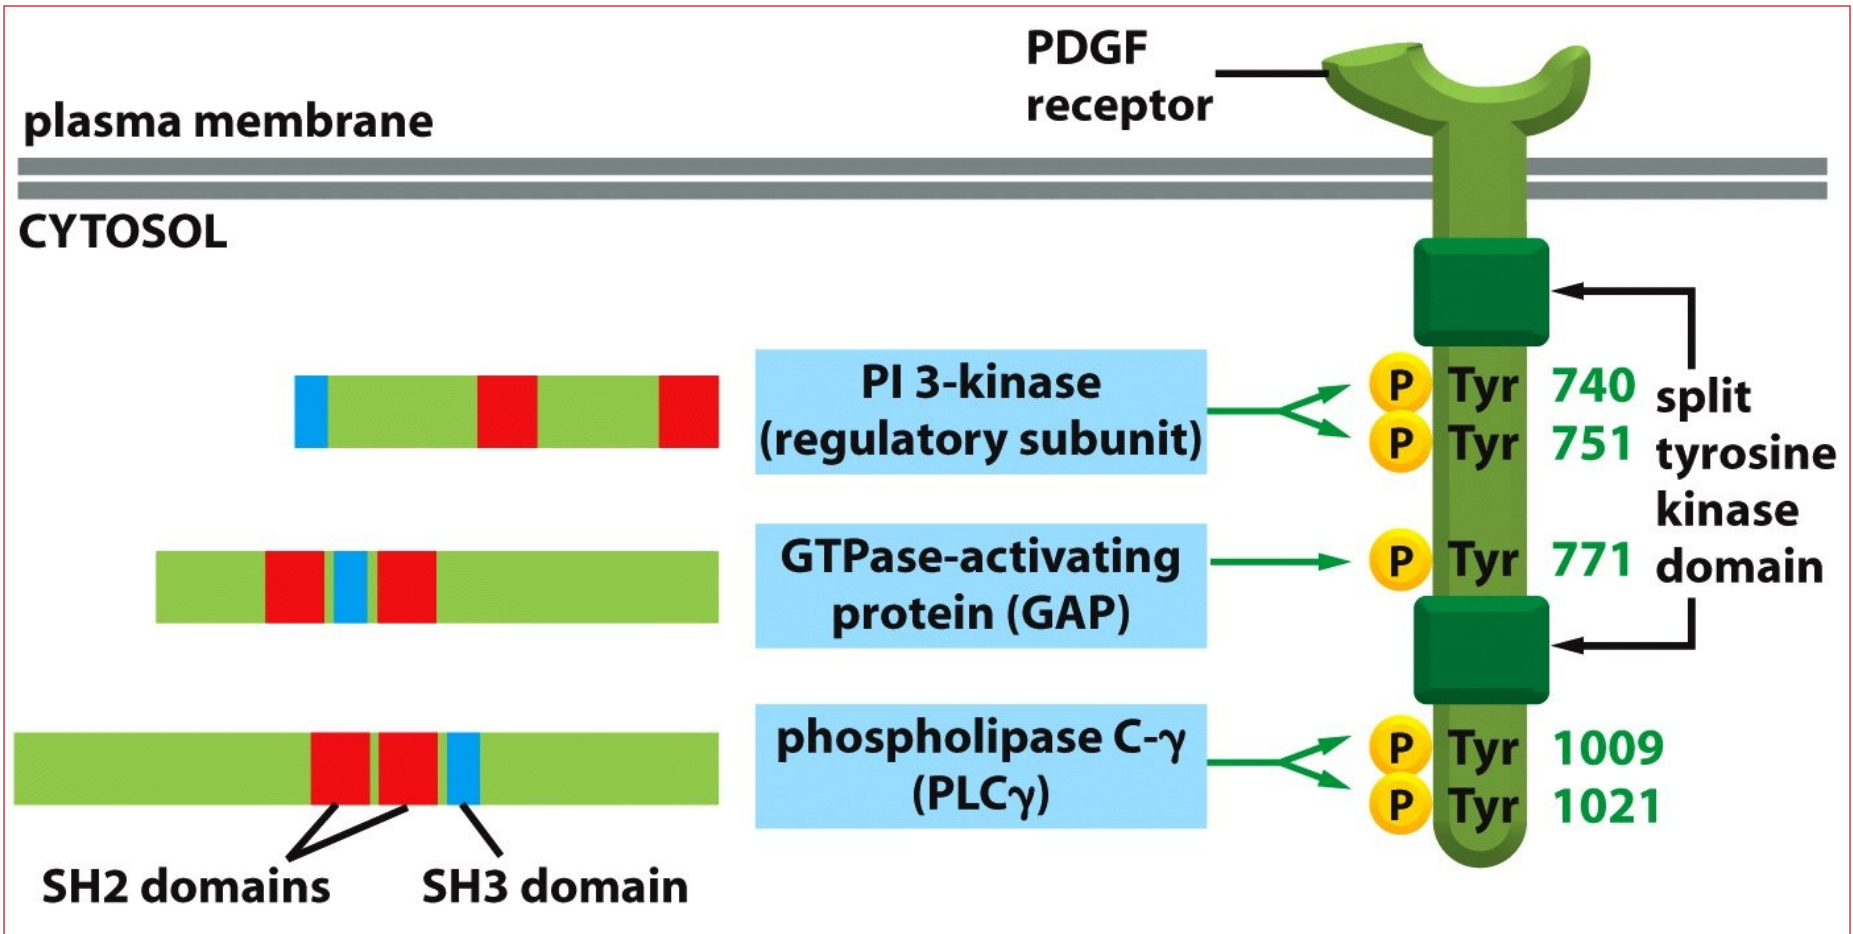 PDGF
receptor
plasma membrane
CYTOSOL
PI 3-kinase
(regulatory subunit)
P Tyr 740
P Tyr 751
split
tyrosine
kinase
domain
GTPase-activating
protein (GAP)
P Tyr 771
phospholipase C-γ
(PLCγ)
P Tyr 1009
P Tyr 1021
SH2 domains
SH3 domain